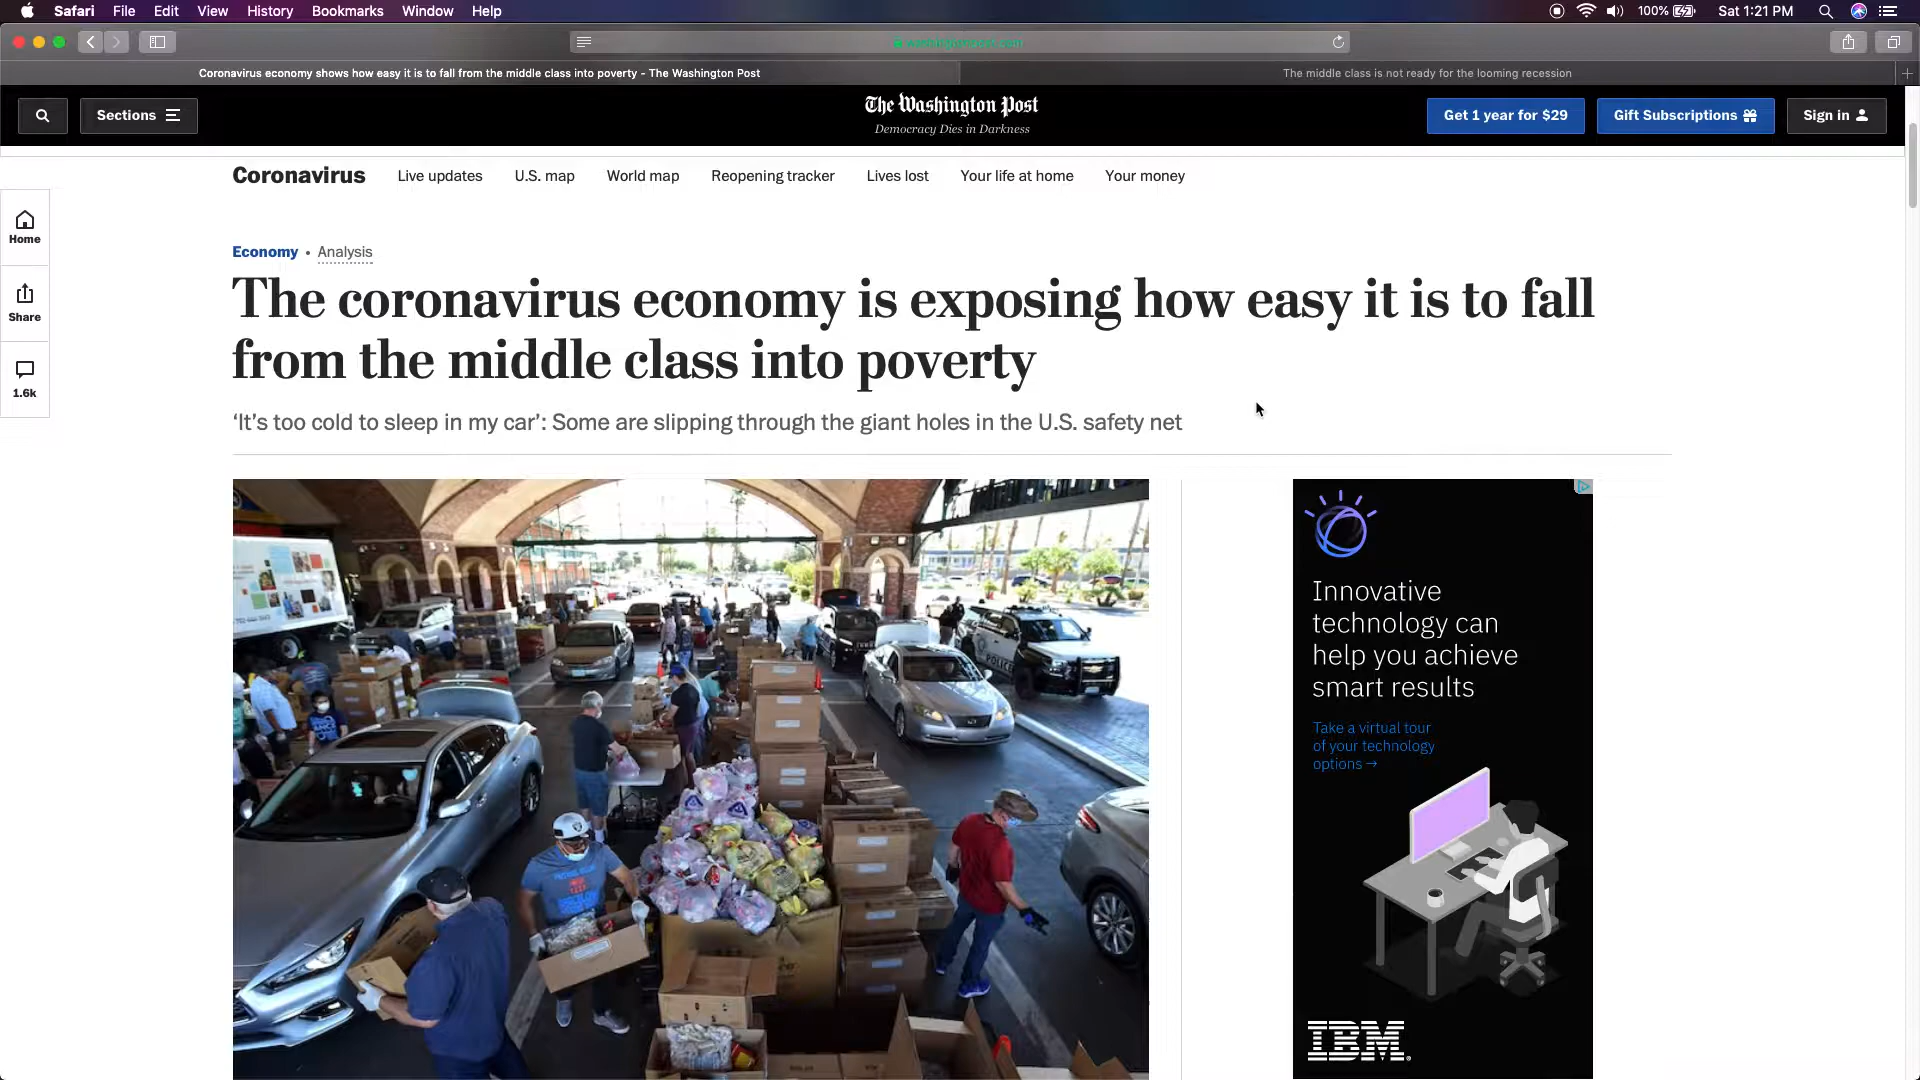 Safari File Edit View History Bookmarks Window Help
100% Sat 1:21 PM
washingtonpost.com
Coronavirus economy shows how easy it is to fall from the middle class into poverty - The Washington Post
The middle class is not ready for the looming recession
Sections
The Washington Post
Democracy Dies in Darkness
Get 1 year for $29
Gift Subscriptions
Sign in
Coronavirus Live updates U.S. map World map Reopening tracker Lives lost Your life at home Your money
Home
Share
1.6k
Economy • Analysis
The coronavirus economy is exposing how easy it is to fall
from the middle class into poverty
‘It’s too cold to sleep in my car’: Some are slipping through the giant holes in the U.S. safety net
POLICE
Innovative
technology can
help you achieve
smart results
Take a virtual tour
of your technology
options →
IBM.